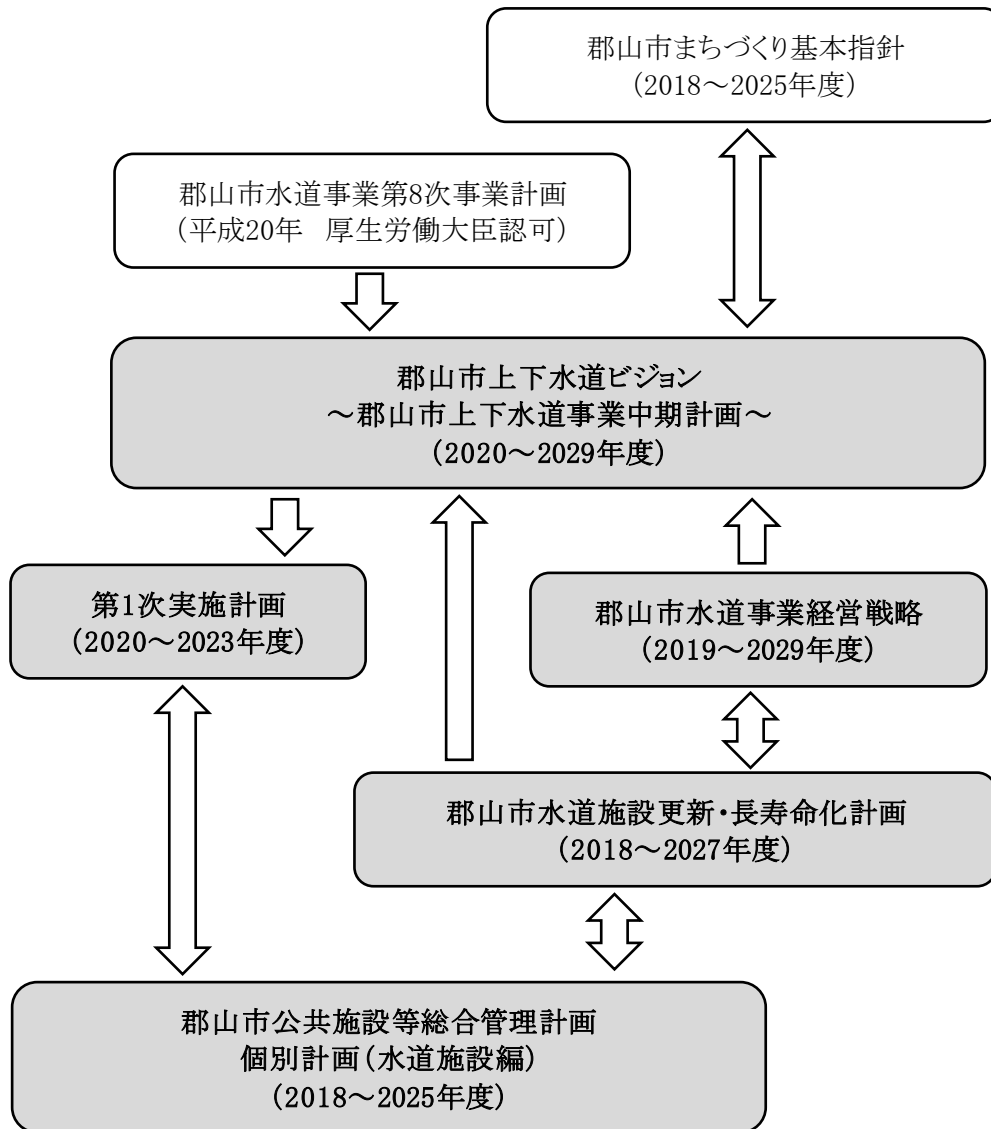 郡山市まちづくり基本指針
(2018～2025年度)
郡山市水道事業第8次事業計画
(平成20年　厚生労働大臣認可)
郡山市上下水道ビジョン
～郡山市上下水道事業中期計画～
(2020～2029年度)
第1次実施計画
(2020～2023年度)
郡山市水道事業経営戦略
(2019～2029年度)
郡山市水道施設更新・長寿命化計画
(2018～2027年度)
郡山市公共施設等総合管理計画
個別計画(水道施設編)
(2018～2025年度)